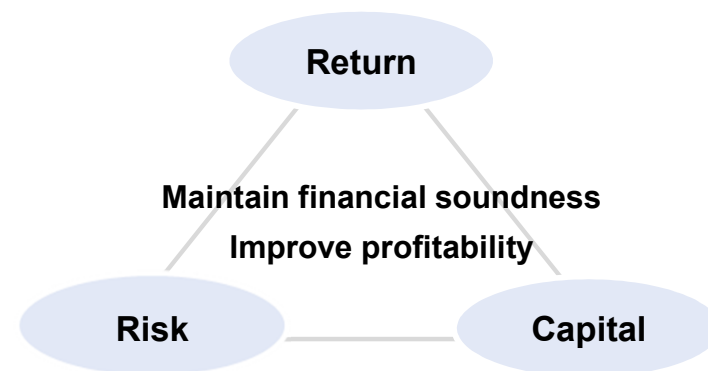 Return
Maintain financial soundness
Improve profitability
Risk
Capital